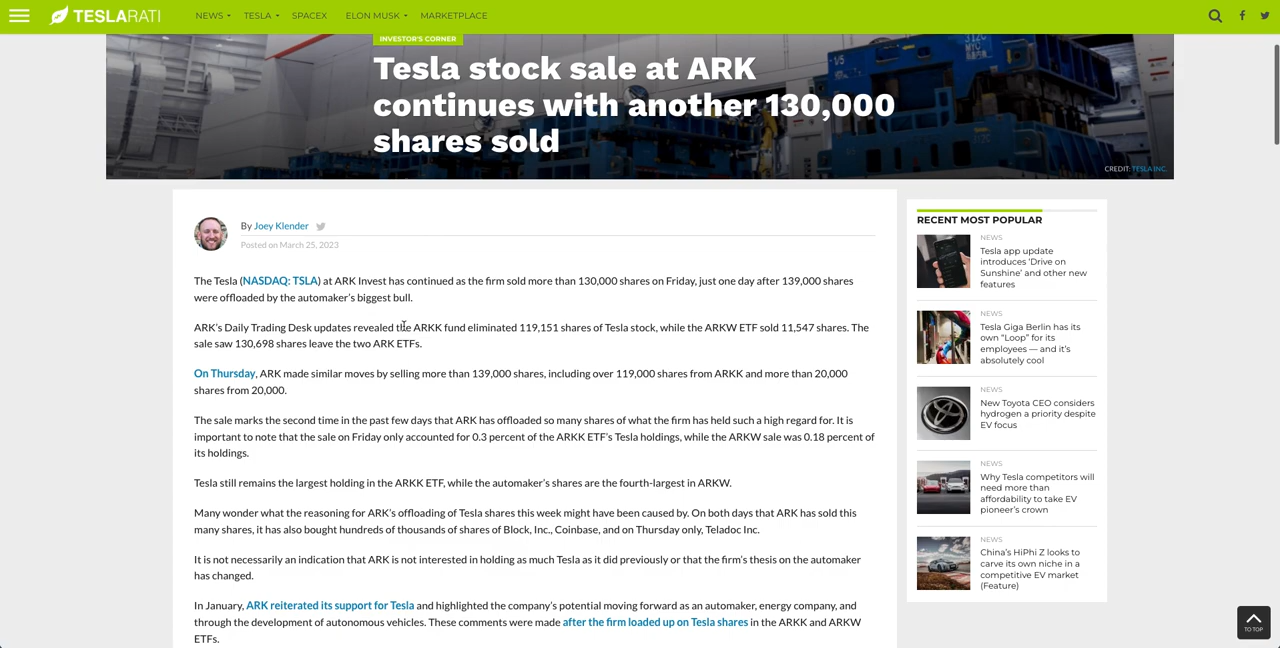 TESLARATI
NEWS
TESLA
SPACEX
ELON MUSK
MARKETPLACE
INVESTOR'S CORNER
Tesla stock sale at ARK
continues with another 130,000
shares sold
CREDIT: TESLA INC.
By Joey Klender
Posted on March 25, 2023
The Tesla (NASDAQ: TSLA) at ARK Invest has continued as the firm sold more than 130,000 shares on Friday, just one day after 139,000 shares
were offloaded by the automaker’s biggest bull.
ARK’s Daily Trading Desk updates revealed the ARKK fund eliminated 119,151 shares of Tesla stock, while the ARKW ETF sold 11,547 shares. The
sale saw 130,698 shares leave the two ARK ETFs.
On Thursday, ARK made similar moves by selling more than 139,000 shares, including over 119,000 shares from ARKK and more than 20,000
shares from 20,000.
The sale marks the second time in the past few days that ARK has offloaded so many shares of what the firm has held such a high regard for. It is
important to note that the sale on Friday only accounted for 0.3 percent of the ARKK ETF’s Tesla holdings, while the ARKW sale was 0.18 percent of
its holdings.
Tesla still remains the largest holding in the ARKK ETF, while the automaker’s shares are the fourth-largest in ARKW.
Many wonder what the reasoning for ARK’s offloading of Tesla shares this week might have been caused by. On both days that ARK has sold this
many shares, it has also bought hundreds of thousands of shares of Block, Inc., Coinbase, and on Thursday only, Teladoc Inc.
It is not necessarily an indication that ARK is not interested in holding as much Tesla as it did previously or that the firm’s thesis on the automaker
has changed.
In January, ARK reiterated its support for Tesla and highlighted the company’s potential moving forward as an automaker, energy company, and
through the development of autonomous vehicles. These comments were made after the firm loaded up on Tesla shares in the ARKK and ARKW
ETFs.
RECENT MOST POPULAR
NEWS
Tesla app update
introduces ‘Drive on
Sunshine’ and other new
features
NEWS
Tesla Giga Berlin has its
own “Loop” for its
employees — and it’s
absolutely cool
NEWS
New Toyota CEO considers
hydrogen a priority despite
EV focus
NEWS
Why Tesla competitors will
need more than
affordability to take EV
pioneer’s crown
NEWS
China’s HiPhi Z looks to
carve its own niche in a
competitive EV market
(Feature)
TO TOP